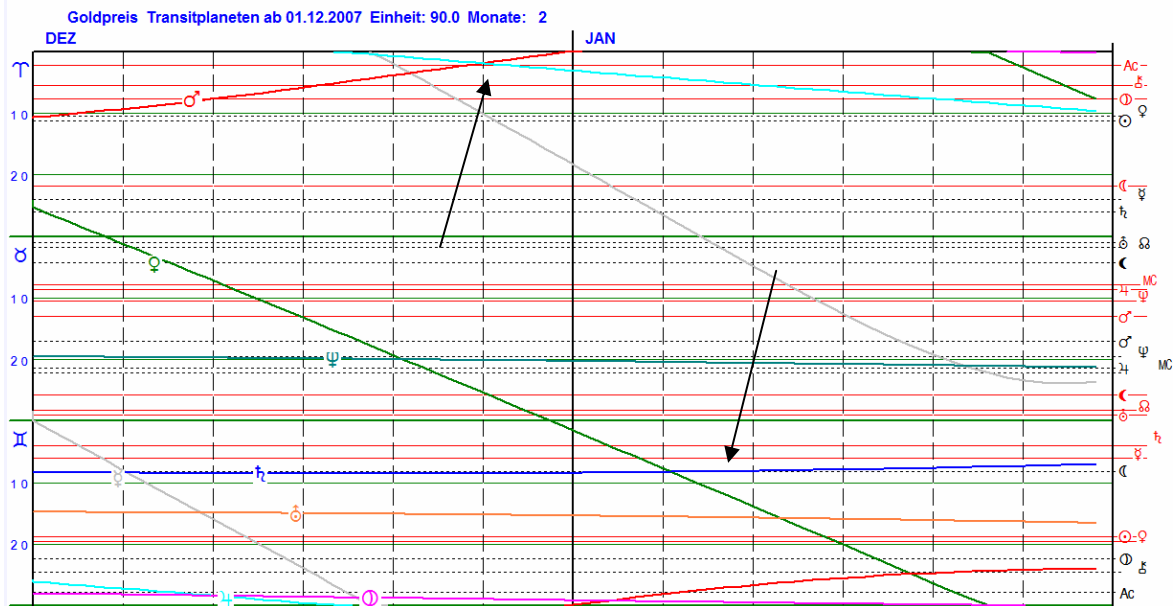 Goldpreis Transitplaneten ab 01.12.2007 Einheit: 90.0 Monate: 2
DEZ JAN
♈ Ac
⚷
☽ ♀
10 ☉
20 ☾ ☿
♄
♉ ⛢ ☊
☾
MC
10 ♃ ♆
♂
♂ ♆
20 ♃ MC
☾ ☊
⛢
♊ ♄
☿
☾
10
20 ☉ ♀
☽ ⚷
Ac